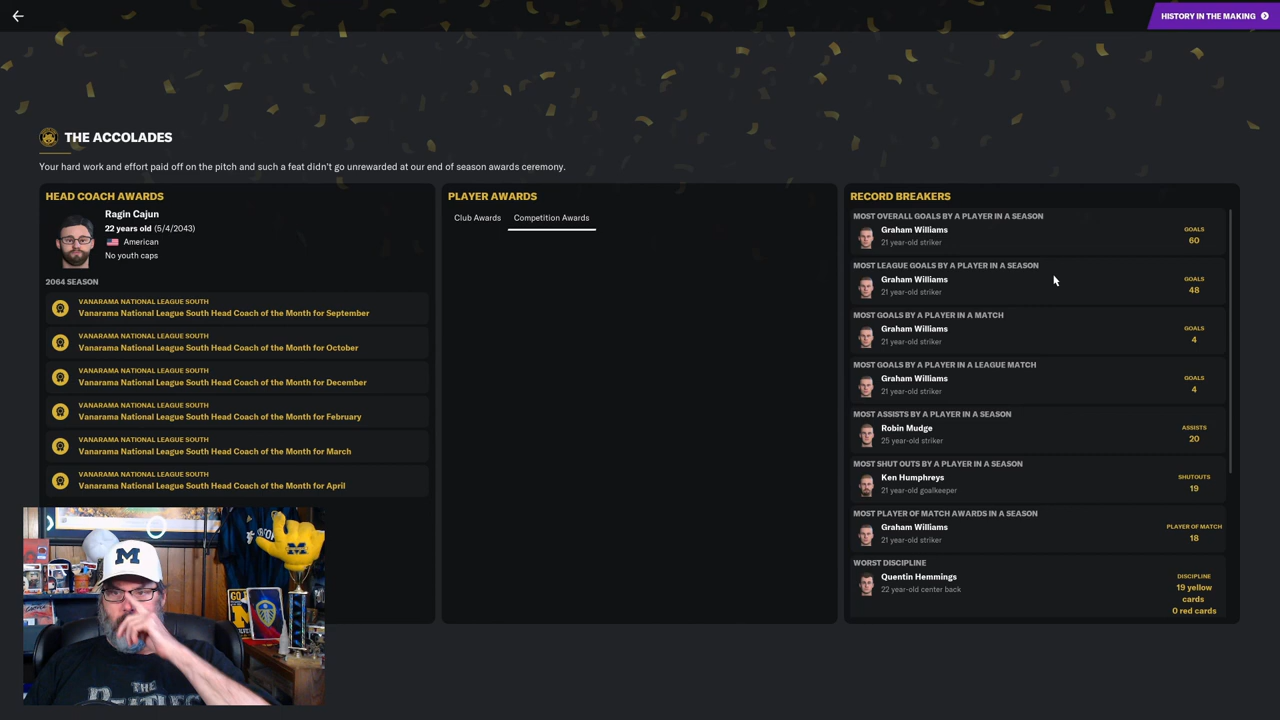 HISTORY IN THE MAKING
THE ACCOLADES
Your hard work and effort paid off on the pitch and such a feat didn't go unrewarded at our end of season awards ceremony.
HEAD COACH AWARDS
Ragin Cajun
22 years old (5/4/2043)
American
No youth caps
2064 SEASON
VANARAMA NATIONAL LEAGUE SOUTH
Vanarama National League South Head Coach of the Month for September
VANARAMA NATIONAL LEAGUE SOUTH
Vanarama National League South Head Coach of the Month for October
VANARAMA NATIONAL LEAGUE SOUTH
Vanarama National League South Head Coach of the Month for December
VANARAMA NATIONAL LEAGUE SOUTH
Vanarama National League South Head Coach of the Month for February
VANARAMA NATIONAL LEAGUE SOUTH
Vanarama National League South Head Coach of the Month for March
VANARAMA NATIONAL LEAGUE SOUTH
Vanarama National League South Head Coach of the Month for April
PLAYER AWARDS
Club Awards Competition Awards
RECORD BREAKERS
MOST OVERALL GOALS BY A PLAYER IN A SEASON
Graham Williams
21 year-old striker
GOALS
60
MOST LEAGUE GOALS BY A PLAYER IN A SEASON
Graham Williams
21 year-old striker
GOALS
48
MOST GOALS BY A PLAYER IN A MATCH
Graham Williams
21 year-old striker
GOALS
4
MOST GOALS BY A PLAYER IN A LEAGUE MATCH
Graham Williams
21 year-old striker
GOALS
4
MOST ASSISTS BY A PLAYER IN A SEASON
Robin Mudge
25 year-old striker
ASSISTS
20
MOST SHUT OUTS BY A PLAYER IN A SEASON
Ken Humphreys
21 year-old goalkeeper
SHUTOUTS
19
MOST PLAYER OF MATCH AWARDS IN A SEASON
Graham Williams
21 year-old striker
PLAYER OF MATCH
18
WORST DISCIPLINE
Quentin Hemmings
22 year-old center back
DISCIPLINE
19 yellow
cards
0 red cards
M
M
GO
THE